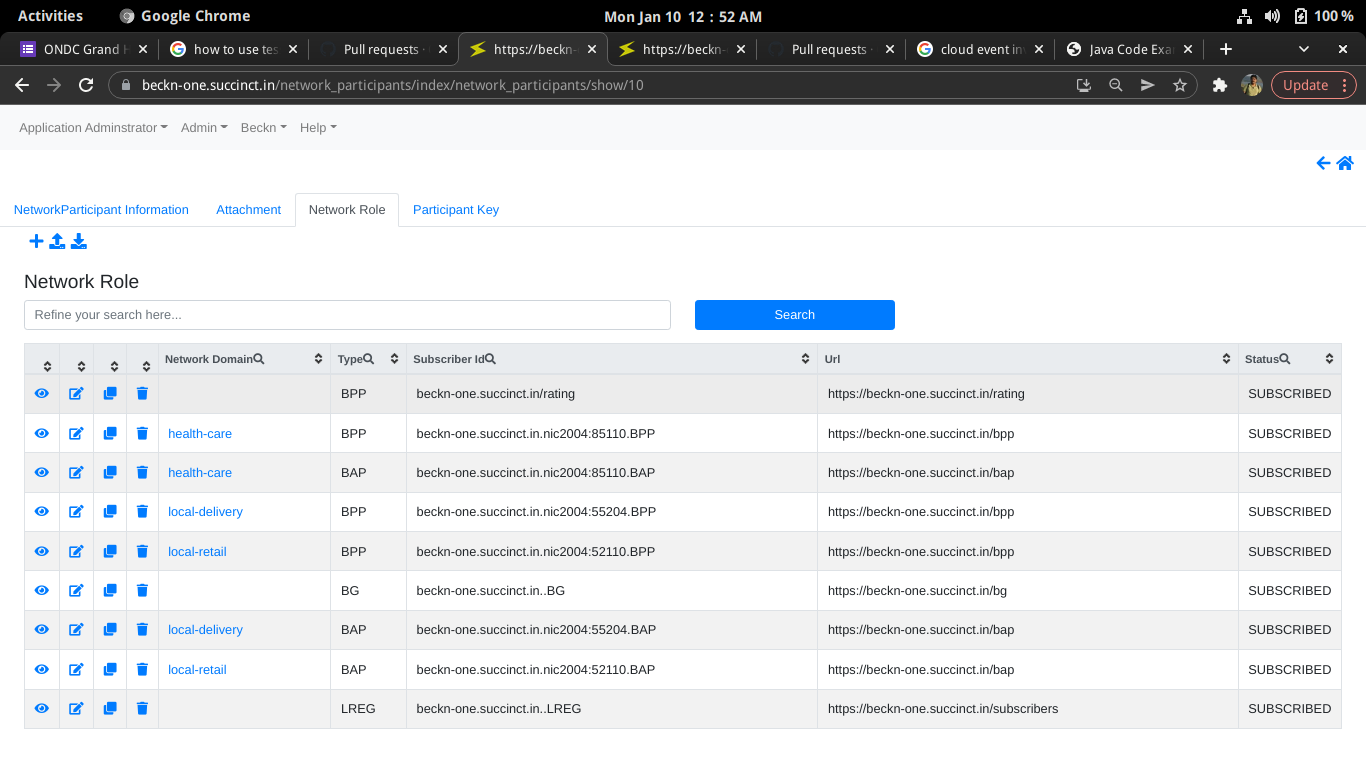 Activities Google Chrome Mon Jan 10 12 : 52 AM 100 %
ONDC Grand how to use tes Pull requests · https://beckn- https://beckn- Pull requests · cloud event in Java Code Exa
beckn-one.succinct.in/network_participants/index/network_participants/show/10 Update
Application Adminstrator Admin Beckn Help
NetworkParticipant Information Attachment Network Role Participant Key
Network Role
Refine your search here... Search
Network Domain Type Subscriber Id Url Status
BPP beckn-one.succinct.in/rating https://beckn-one.succinct.in/rating SUBSCRIBED
health-care BPP beckn-one.succinct.in.nic2004:85110.BPP https://beckn-one.succinct.in/bpp SUBSCRIBED
health-care BAP beckn-one.succinct.in.nic2004:85110.BAP https://beckn-one.succinct.in/bap SUBSCRIBED
local-delivery BPP beckn-one.succinct.in.nic2004:55204.BPP https://beckn-one.succinct.in/bpp SUBSCRIBED
local-retail BPP beckn-one.succinct.in.nic2004:52110.BPP https://beckn-one.succinct.in/bpp SUBSCRIBED
BG beckn-one.succinct.in..BG https://beckn-one.succinct.in/bg SUBSCRIBED
local-delivery BAP beckn-one.succinct.in.nic2004:55204.BAP https://beckn-one.succinct.in/bap SUBSCRIBED
local-retail BAP beckn-one.succinct.in.nic2004:52110.BAP https://beckn-one.succinct.in/bap SUBSCRIBED
LREG beckn-one.succinct.in..LREG https://beckn-one.succinct.in/subscribers SUBSCRIBED